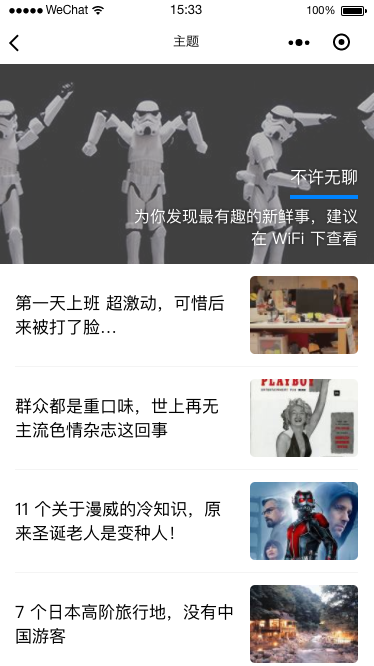 WeChat
15:33
100%
主题
不许无聊
为你发现最有趣的新鲜事，建议
在 WiFi 下查看
第一天上班 超激动，可惜后
来被打了脸…
PLAYBOY
群众都是重口味，世上再无
主流色情杂志这回事
11 个关于漫威的冷知识，原
来圣诞老人是变种人！
7 个日本高阶旅行地，没有中
国游客